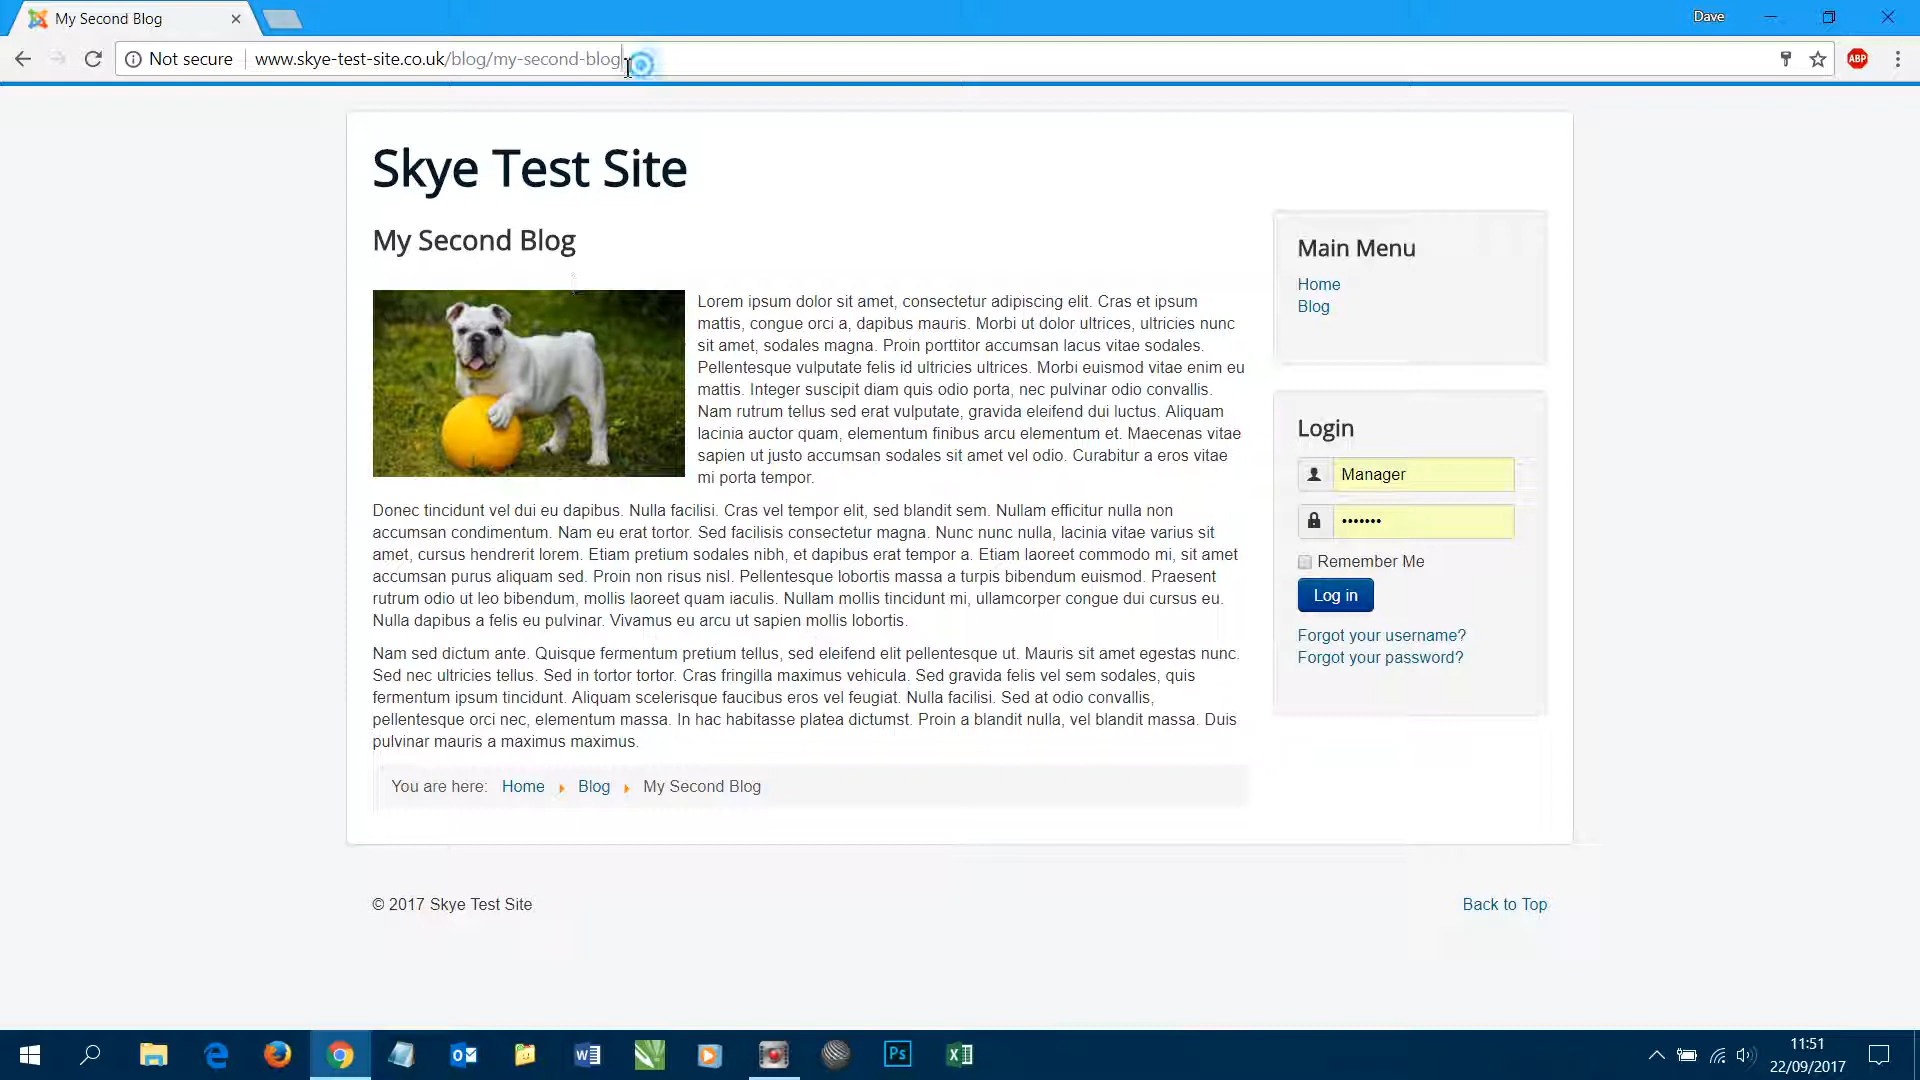 My Second Blog
Dave
Not secure
www.skye-test-site.co.uk/blog/my-second-blog
ABP
Skye Test Site
My Second Blog
Lorem ipsum dolor sit amet, consectetur adipiscing elit. Cras et ipsum
mattis, congue orci a, dapibus mauris. Morbi ut dolor ultrices, ultricies nunc
sit amet, sodales magna. Proin porttitor accumsan lacus vitae sodales.
Pellentesque vulputate felis id ultricies ultrices. Morbi euismod vitae enim eu
mattis. Integer suscipit diam quis odio porta, nec pulvinar odio convallis.
Nam rutrum tellus sed erat vulputate, gravida eleifend dui luctus. Aliquam
lacinia auctor quam, elementum finibus arcu elementum et. Maecenas vitae
sapien ut justo accumsan sodales sit amet vel odio. Curabitur a eros vitae
mi porta tempor.
Donec tincidunt vel dui eu dapibus. Nulla facilisi. Cras vel tempor elit, sed blandit sem. Nullam efficitur nulla non
accumsan condimentum. Nam eu erat tortor. Sed facilisis consectetur magna. Nunc nunc nulla, lacinia vitae varius sit
amet, cursus hendrerit lorem. Etiam pretium sodales nibh, et dapibus erat tempor a. Etiam laoreet commodo mi, sit amet
accumsan purus aliquam sed. Proin non risus nisl. Pellentesque lobortis massa a turpis bibendum euismod. Praesent
rutrum odio ut leo bibendum, mollis laoreet quam iaculis. Nullam mollis tincidunt mi, ullamcorper congue dui cursus eu.
Nulla dapibus a felis eu pulvinar. Vivamus eu arcu ut sapien mollis lobortis.
Nam sed dictum ante. Quisque fermentum pretium tellus, sed eleifend elit pellentesque ut. Mauris sit amet egestas nunc.
Sed nec ultricies tellus. Sed in tortor tortor. Cras fringilla maximus vehicula. Sed gravida felis vel sem sodales, quis
fermentum ipsum tincidunt. Aliquam scelerisque faucibus eros vel feugiat. Nulla facilisi. Sed at odio convallis,
pellentesque orci nec, elementum massa. In hac habitasse platea dictumst. Proin a blandit nulla, vel blandit massa. Duis
pulvinar mauris a maximus maximus.
You are here: Home Blog My Second Blog
Main Menu
Home
Blog
Login
Manager
•••••••
Remember Me
Log in
Forgot your username?
Forgot your password?
© 2017 Skye Test Site
Back to Top
Ps
11:51
22/09/2017